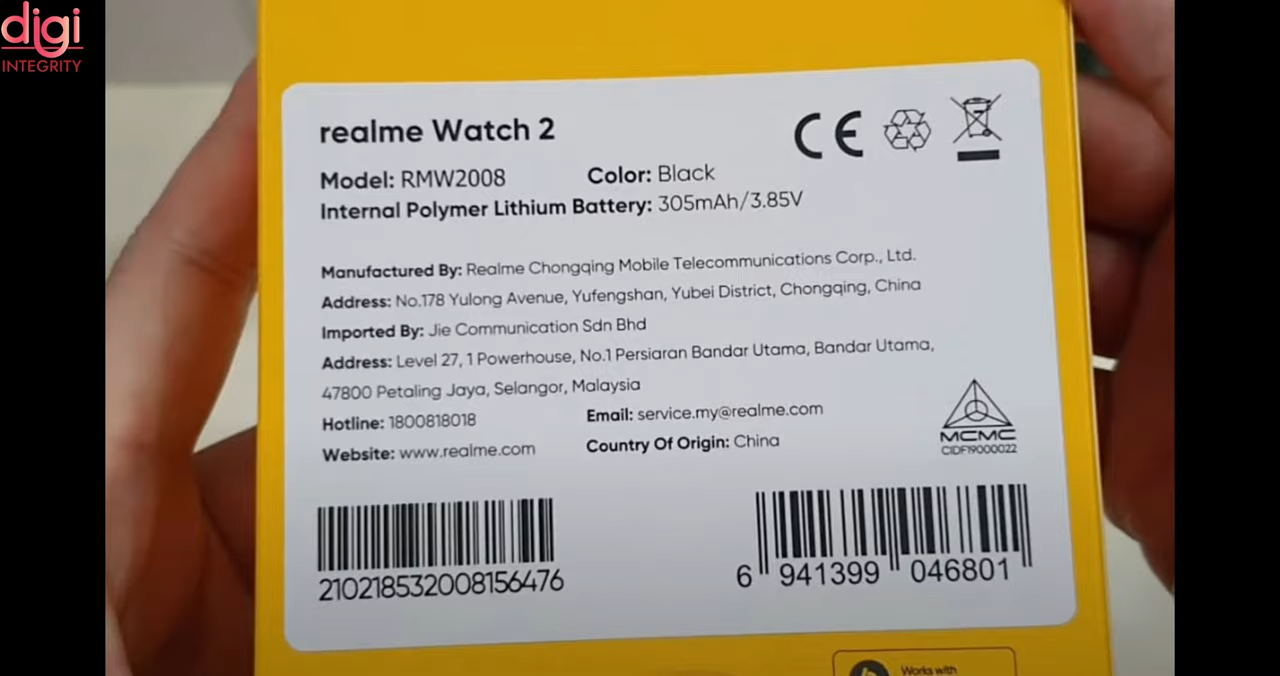 digi
INTEGRITY
realme Watch 2
CE
Model: RMW2008 Color: Black
Internal Polymer Lithium Battery: 305mAh/3.85V
Manufactured By: Realme Chongqing Mobile Telecommunications Corp., Ltd.
Address: No.178 Yulong Avenue, Yufengshan, Yubei District, Chongqing, China
Imported By: Jie Communication Sdn Bhd
Address: Level 27, 1 Powerhouse, No.1 Persiaran Bandar Utama, Bandar Utama,
47800 Petaling Jaya, Selangor, Malaysia
Hotline: 1800818018 Email: service.my@realme.com
Website: www.realme.com Country Of Origin: China
MCMC
CIDF19000022
210218532008156476
6 941399 046801
Works with